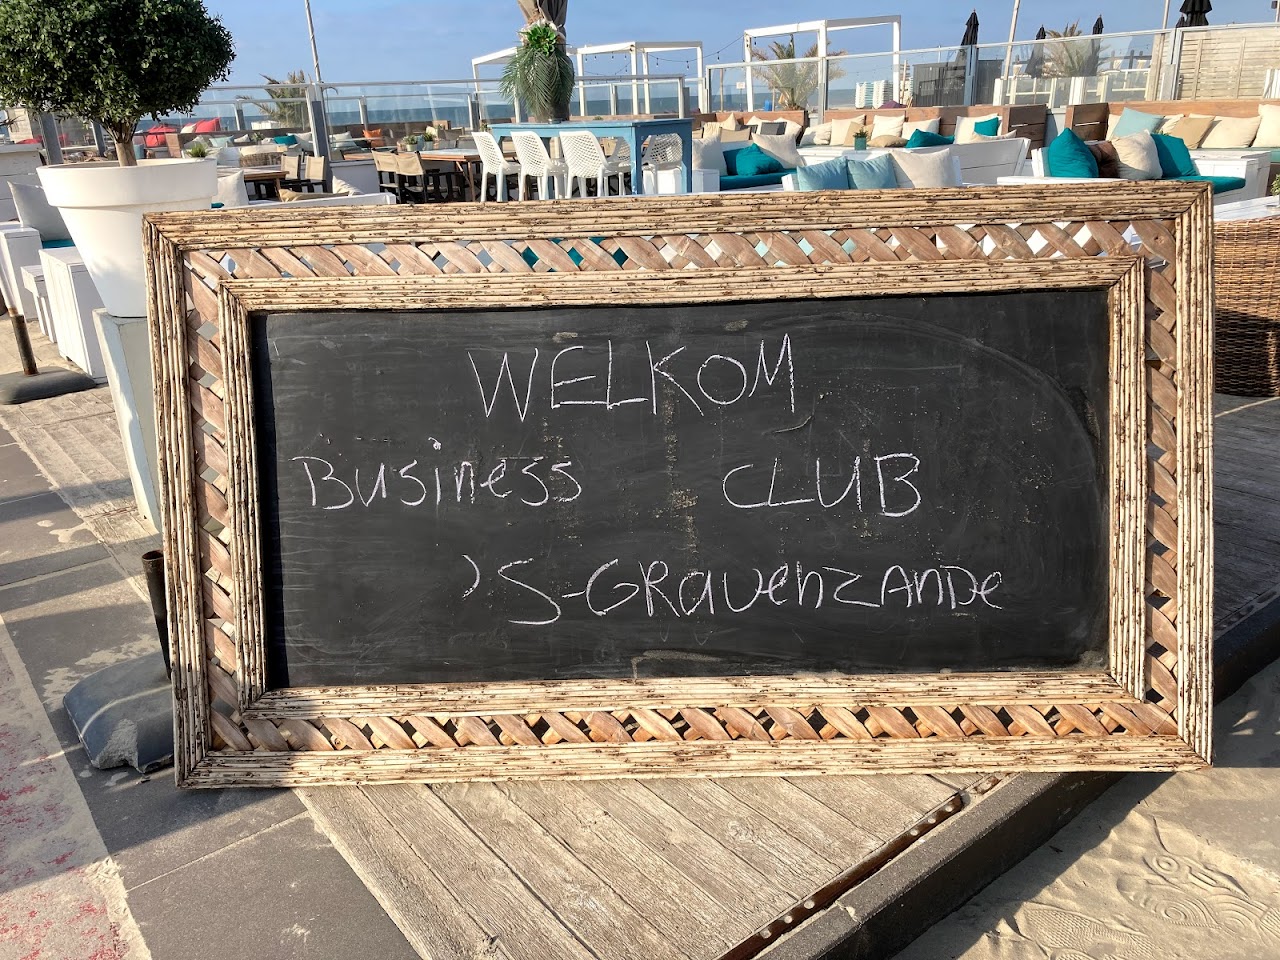 WELKOM
Business CLUB
's-GRavenzANDe